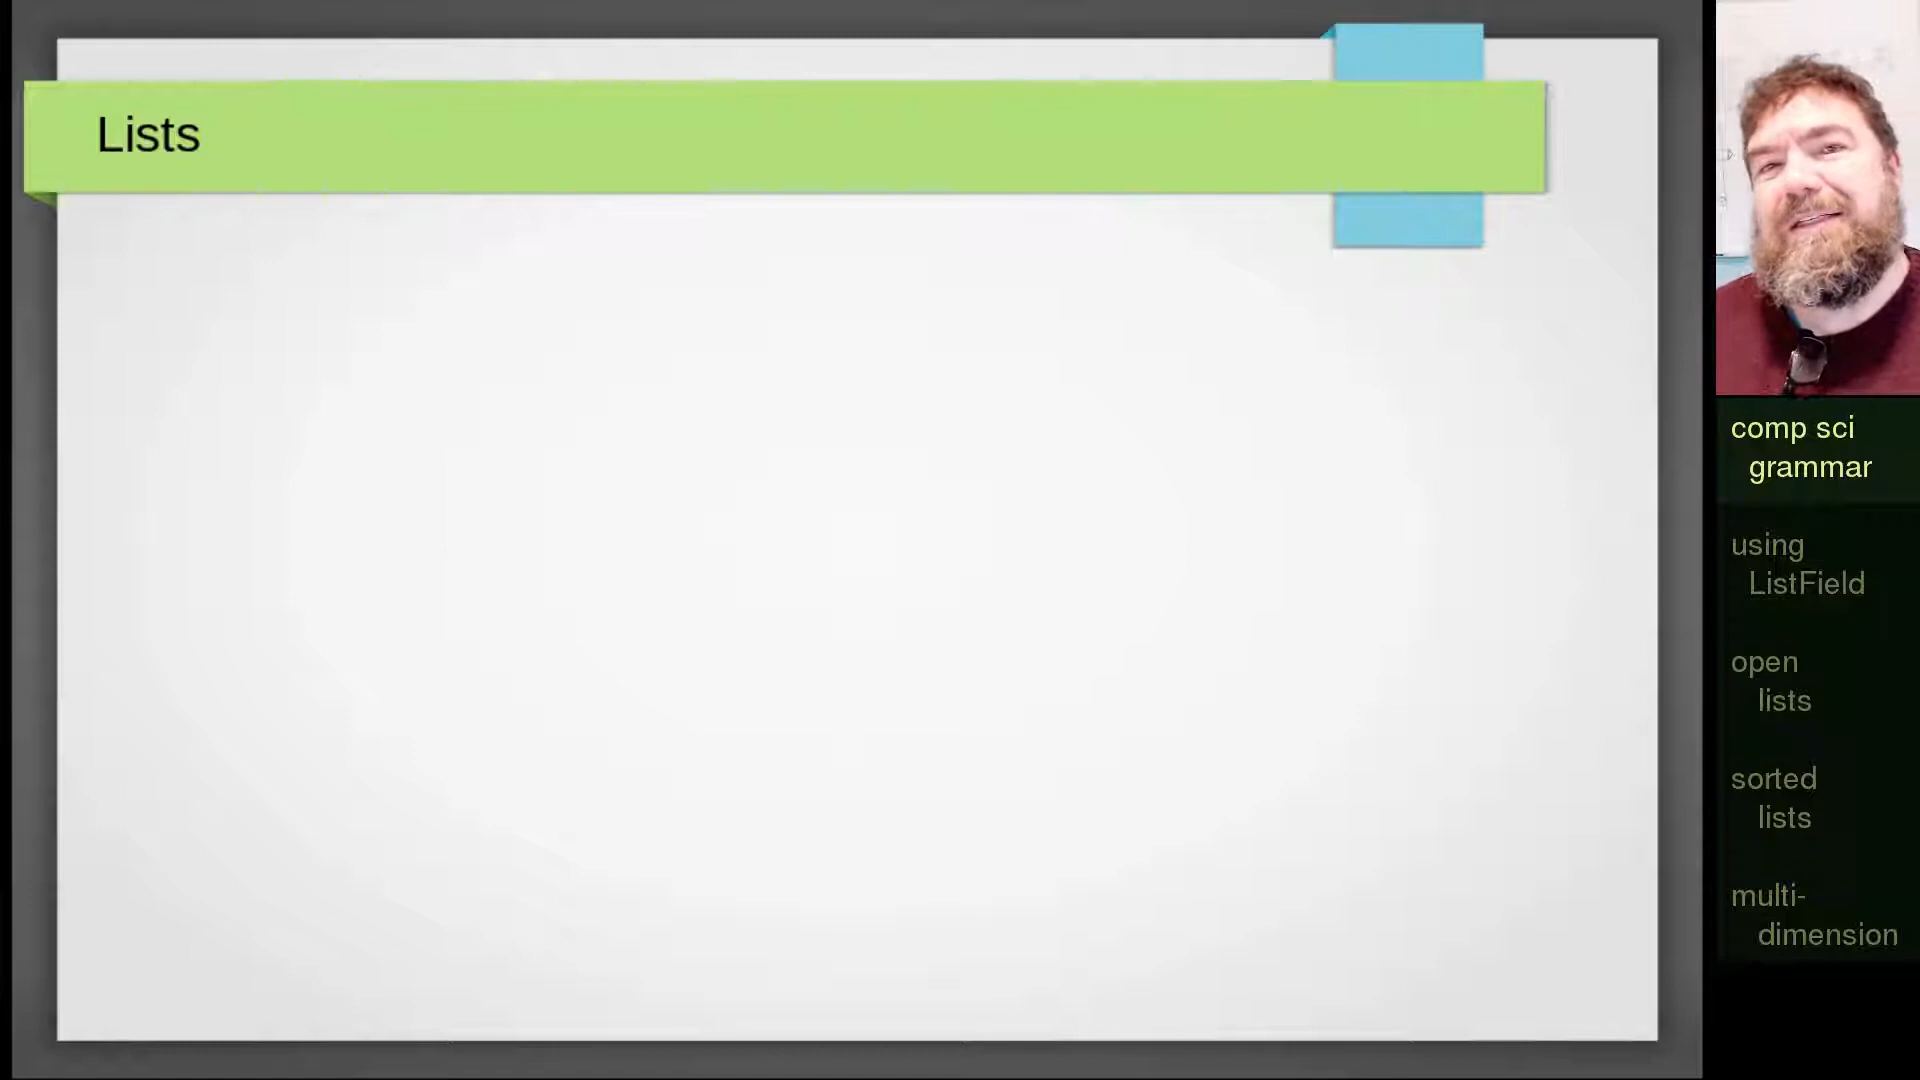 Lists
comp sci
grammar
using
ListField
open
lists
sorted
lists
multi-
dimension